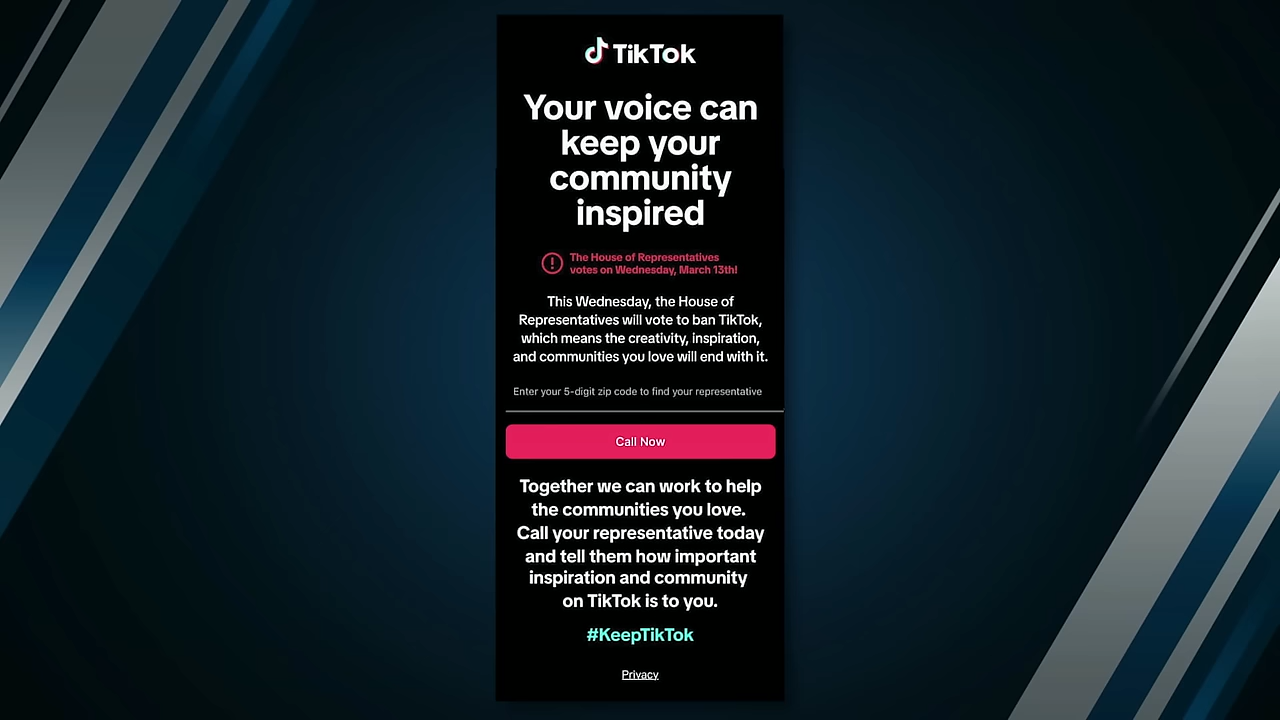 TikTok
Your voice can
keep your
community
inspired
The House of Representatives
votes on Wednesday, March 13th!
This Wednesday, the House of
Representatives will vote to ban TikTok,
which means the creativity, inspiration,
and communities you love will end with it.
Enter your 5-digit zip code to find your representative
Call Now
Together we can work to help
the communities you love.
Call your representative today
and tell them how important
inspiration and community
on TikTok is to you.
#KeepTikTok
Privacy